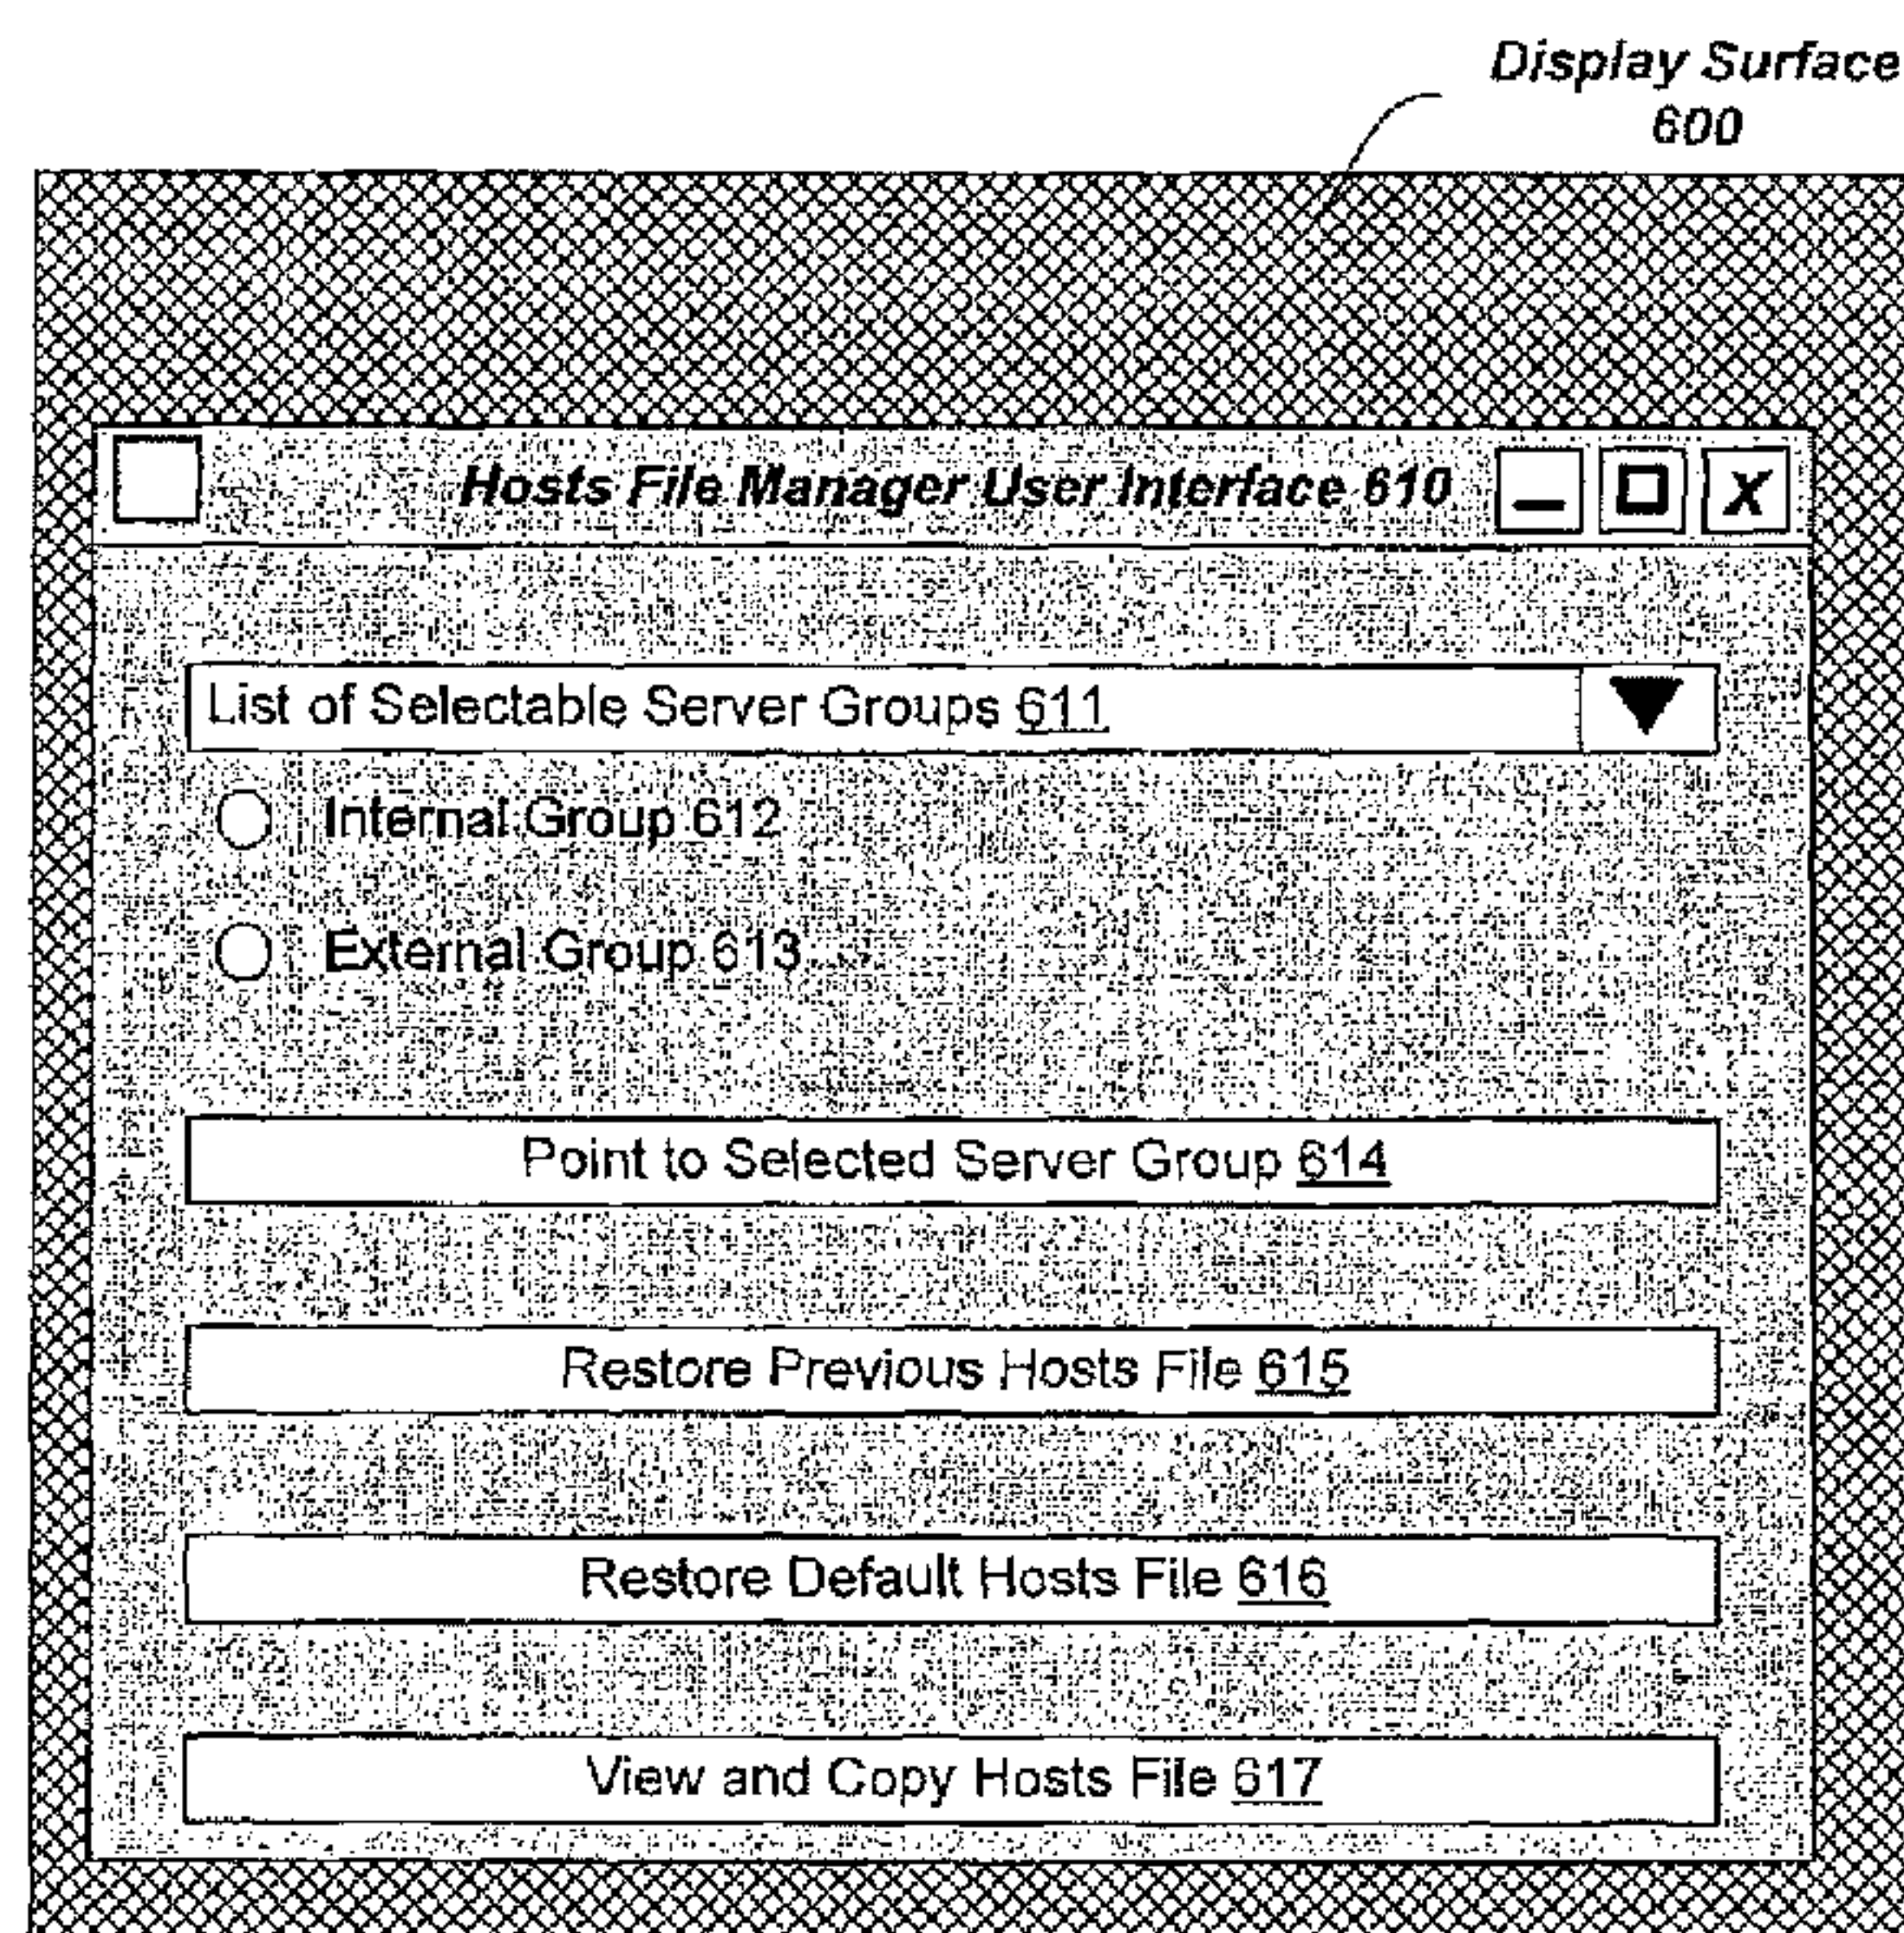 Display Surface
600
Hosts File Manager User Interface 610
X
List of Selectable Server Groups 611
Internal Group 612
External Group 613
Point to Selected Server Group 614
Restore Previous Hosts File 615
Restore Default Hosts File 616
View and Copy Hosts File 617